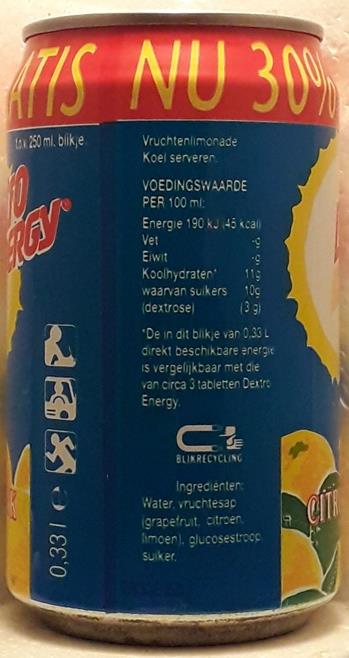 ATIS NU 30%
t.o.v. 250 ml. blikje.
Vruchtenlimonade
Koel serveren.
VOEDINGSWAARDE
PER 100 ml:
Energie 190 kJ (45 kcal)
Vet -g
Eiwit -g
Koolhydraten* 11g
waarvan suikers 10g
(dextrose) (3 g)
*De in dit blikje van 0,33 L
direkt beschikbare energie
is vergelijkbaar met die
van circa 3 tabletten Dextro
Energy.
BLIKRECYCLING
Ingrediënten:
Water, vruchtesap
(grapefruit, citroen,
limoen), glucosestroop,
suiker.
0,33 l e
CITR